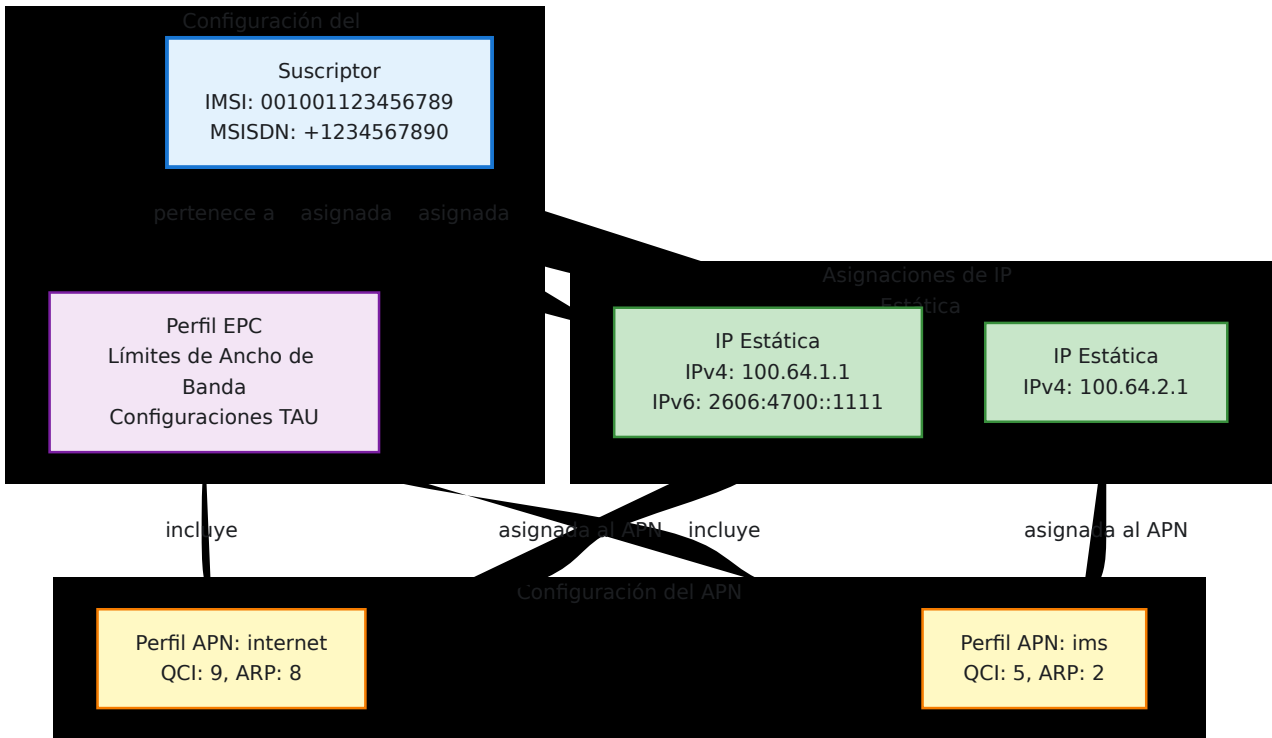 Configuración del
Suscriptor
IMSI: 001001123456789
MSISDN: +1234567890
pertenece a
asignada
asignada
Asignaciones de IP
Estática
Perfil EPC
Límites de Ancho de
Banda
Configuraciones TAU
IP Estática
IPv4: 100.64.1.1
IPv6: 2606:4700::1111
IP Estática
IPv4: 100.64.2.1
incluye
asignada al APN
incluye
asignada al APN
Configuración del APN
Perfil APN: internet
QCI: 9, ARP: 8
Perfil APN: ims
QCI: 5, ARP: 2